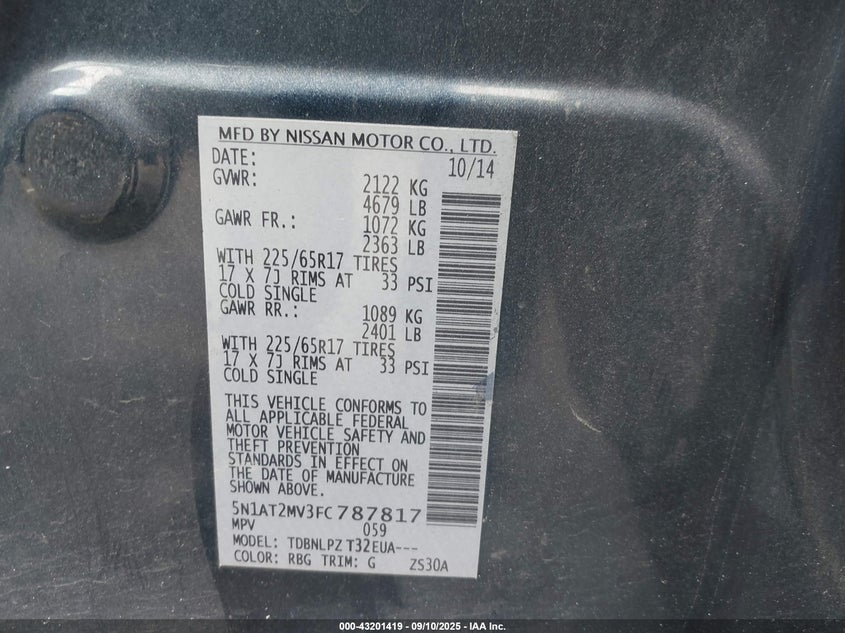 MFD BY NISSAN MOTOR CO., LTD.
DATE: 10/14
GVWR: 2122 KG
4679 LB
GAWR FR.: 1072 KG
2363 LB
WITH 225/65R17 TIRES
17 X 7J RIMS AT 33 PSI
COLD SINGLE
GAWR RR.: 1089 KG
2401 LB
WITH 225/65R17 TIRES
17 X 7J RIMS AT 33 PSI
COLD SINGLE
THIS VEHICLE CONFORMS TO
ALL APPLICABLE FEDERAL
MOTOR VEHICLE SAFETY AND
THEFT PREVENTION
STANDARDS IN EFFECT ON
THE DATE OF MANUFACTURE
SHOWN ABOVE.
5N1AT2MV3FC787817
MPV 059
MODEL: TDBNLPZ T32EUA---
COLOR: RBG TRIM: G ZS30A
000-43201419 - 09/10/2025 - IAA Inc.